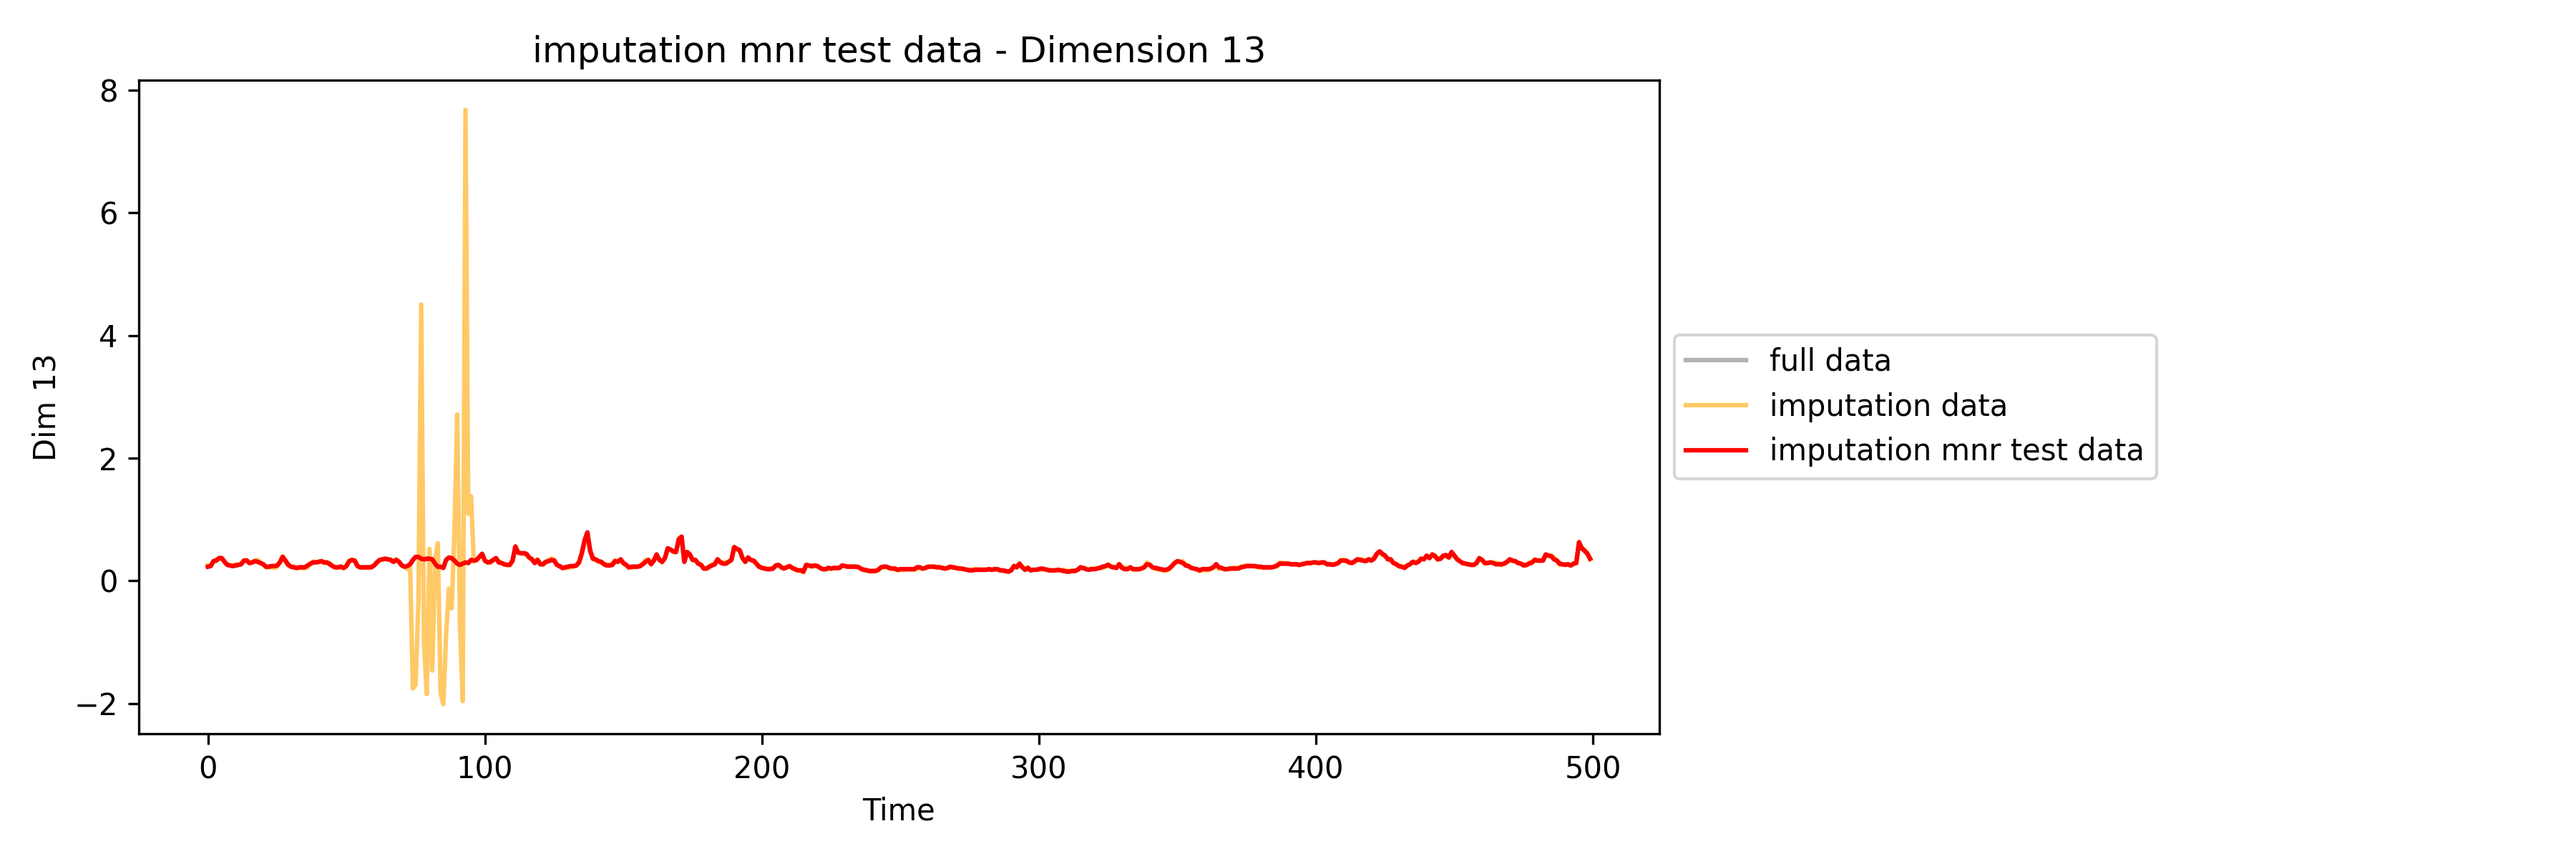 imputation mnr test data - Dimension 13
8
6
4
2
0
−2
Dim 13
0 100 200 300 400 500
Time
full data
imputation data
imputation mnr test data